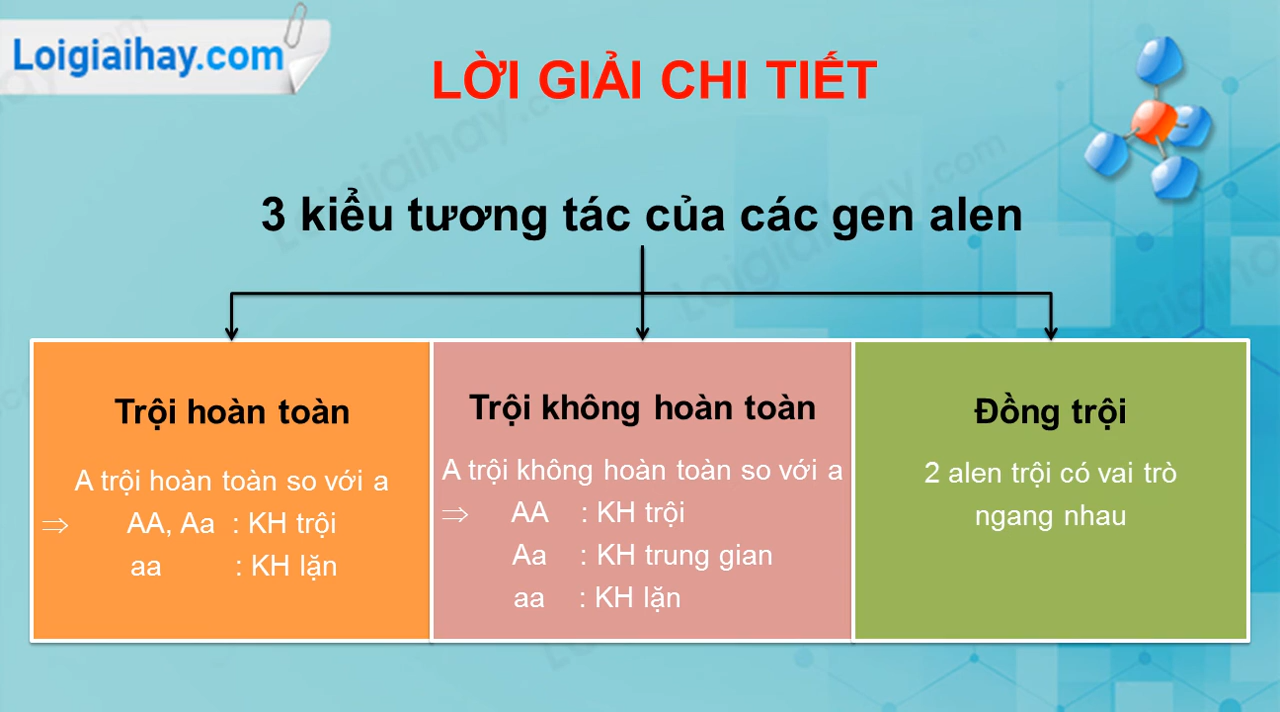 Loigiaihay.com
LỜI GIẢI CHI TIẾT
3 kiểu tương tác của các gen alen
Trội hoàn toàn
A trội hoàn toàn so với a
⇒ AA, Aa : KH trội
aa : KH lặn
Trội không hoàn toàn
A trội không hoàn toàn so với a
⇒ AA : KH trội
Aa : KH trung gian
aa : KH lặn
Đồng trội
2 alen trội có vai trò
ngang nhau